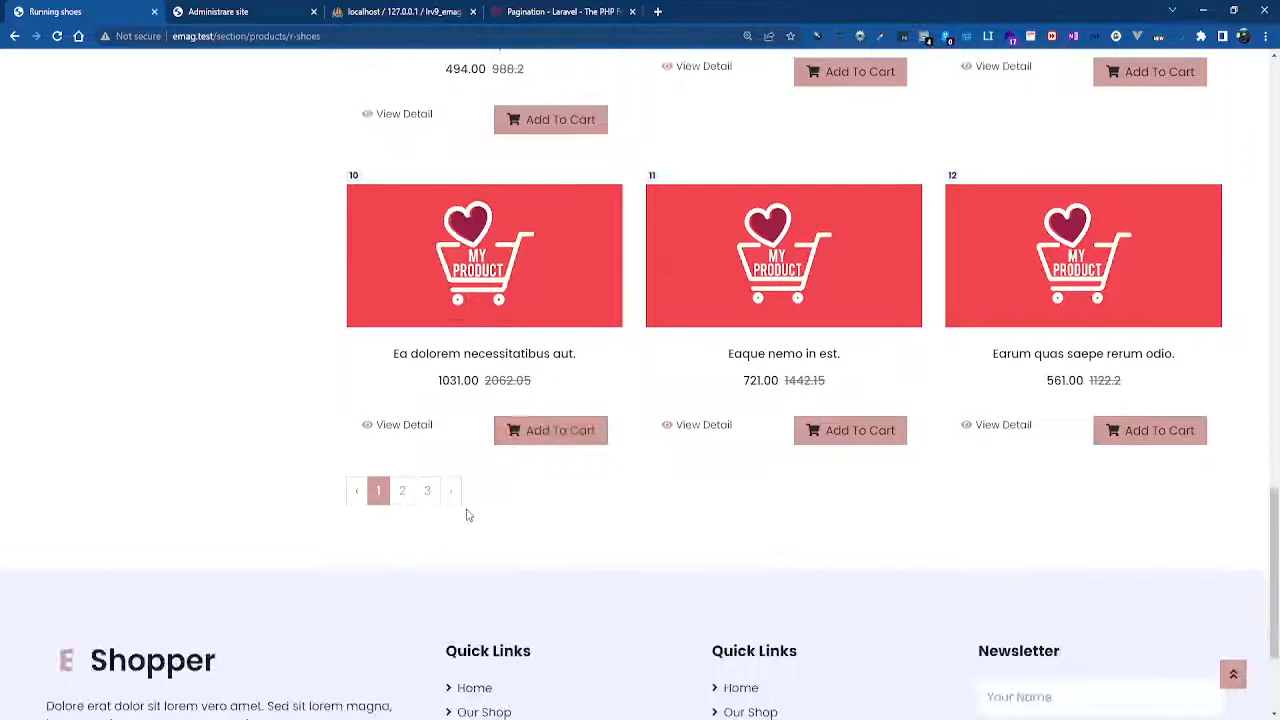 Running shoes
Administrare site
localhost / 127.0.0.1 / lrv9_emag
Pagination - Laravel - The PHP F
Not secure
emag.test/section/products/r-shoes
494.00 988.2
View Detail
Add To Cart
View Detail
Add To Cart
View Detail
Add To Cart
10
MY
PRODUCT
Ea dolorem necessitatibus aut.
1031.00 2062.05
View Detail
Add To Cart
11
MY
PRODUCT
Eaque nemo in est.
721.00 1442.15
View Detail
Add To Cart
12
MY
PRODUCT
Earum quas saepe rerum odio.
561.00 1122.2
View Detail
Add To Cart
‹ 1 2 3 ›
E Shopper
Dolore erat dolor sit lorem vero amet. Sed sit lorem magna,
Quick Links
Home
Our Shop
Quick Links
Home
Our Shop
Newsletter
Your Name